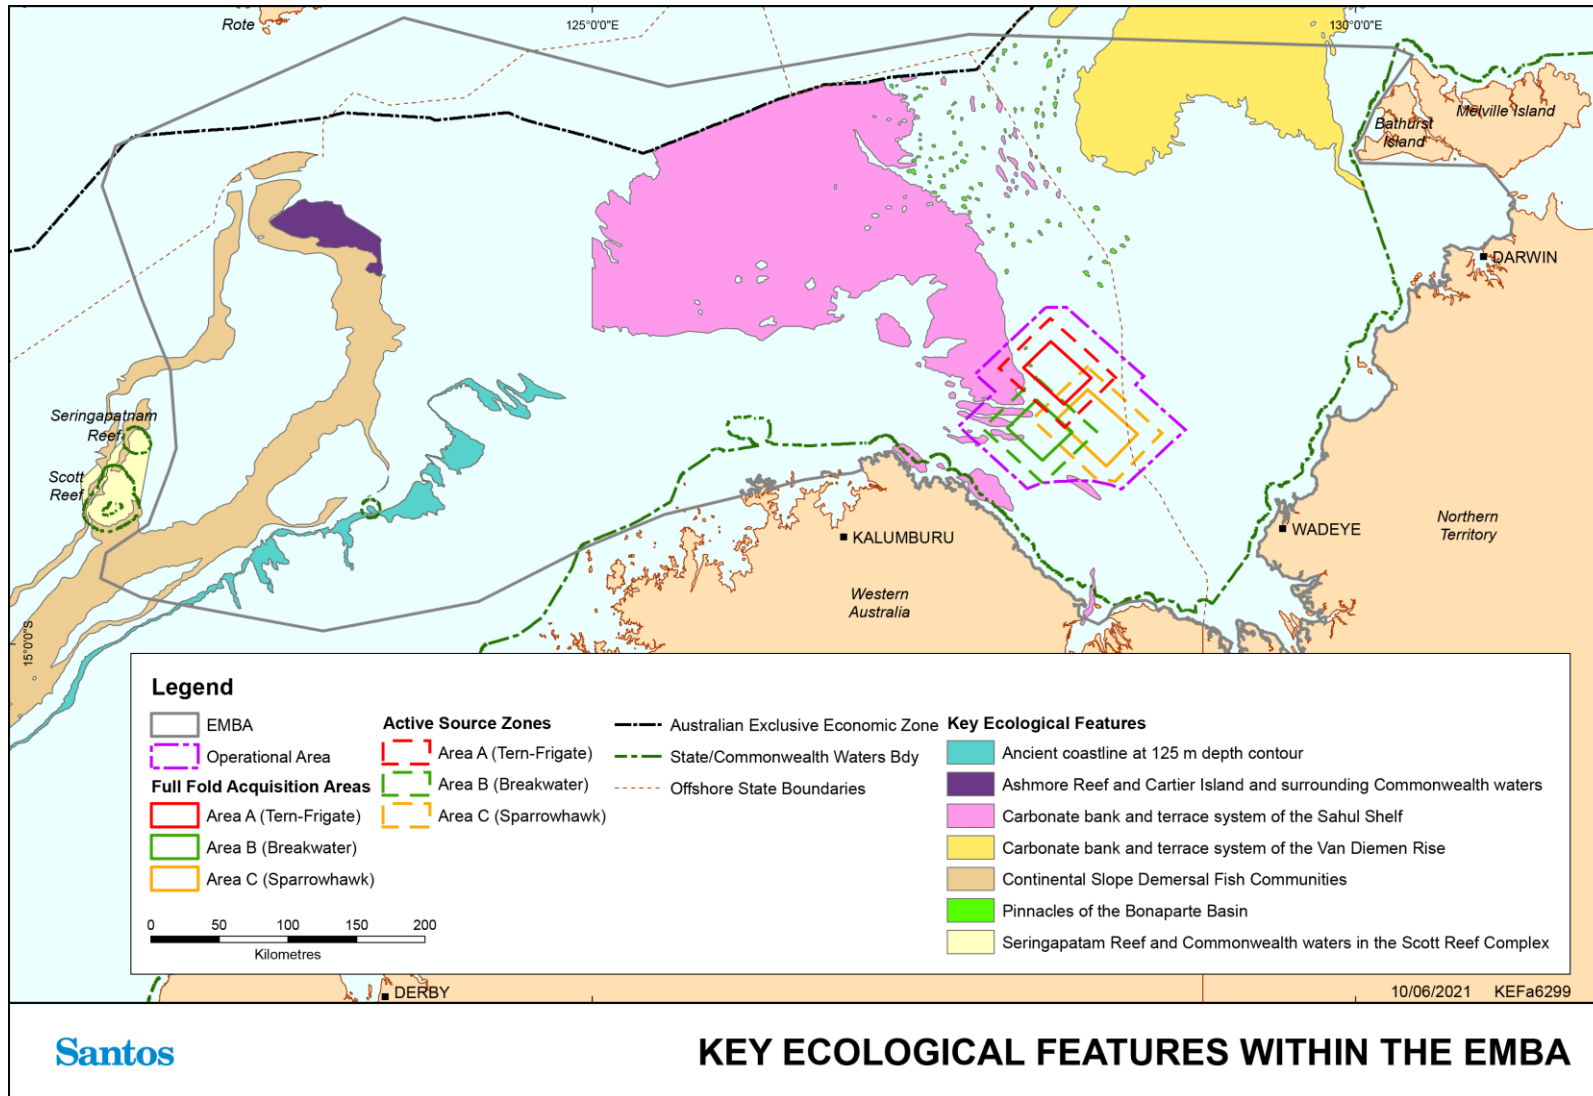 Rote
125°0'0"E
130°0'0"E
Melville Island
Bathurst
Island
DARWIN
Seringapatnam
Reef
Scott
Reef
KALUMBURU
WADEYE
Northern
Territory
Western
Australia
15°0'0"S
Legend
EMBA
Operational Area
Full Fold Acquisition Areas
Area A (Tern-Frigate)
Area B (Breakwater)
Area C (Sparrowhawk)
0 50 100 150 200
Kilometres
Active Source Zones
Area A (Tern-Frigate)
Area B (Breakwater)
Area C (Sparrowhawk)
Australian Exclusive Economic Zone
State/Commonwealth Waters Bdy
Offshore State Boundaries
Key Ecological Features
Ancient coastline at 125 m depth contour
Ashmore Reef and Cartier Island and surrounding Commonwealth waters
Carbonate bank and terrace system of the Sahul Shelf
Carbonate bank and terrace system of the Van Diemen Rise
Continental Slope Demersal Fish Communities
Pinnacles of the Bonaparte Basin
Seringapatam Reef and Commonwealth waters in the Scott Reef Complex
DERBY
10/06/2021 KEFa6299
Santos
KEY ECOLOGICAL FEATURES WITHIN THE EMBA